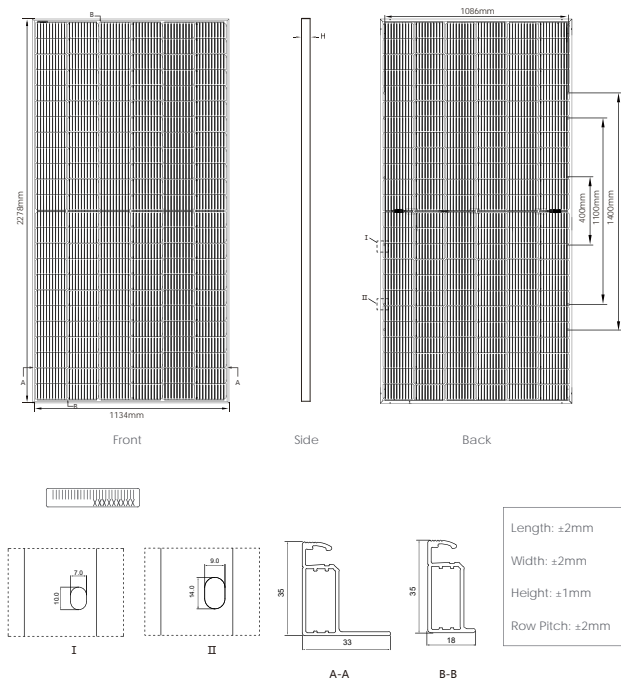 B
1086mm
H
2278mm
400mm
1100mm
1400mm
I
II
A
A
B
1134mm
Front
Side
Back
7.0
10.0
I
9.0
14.0
II
35
33
A-A
35
18
B-B
Length: ±2mm
Width: ±2mm
Height: ±1mm
Row Pitch: ±2mm